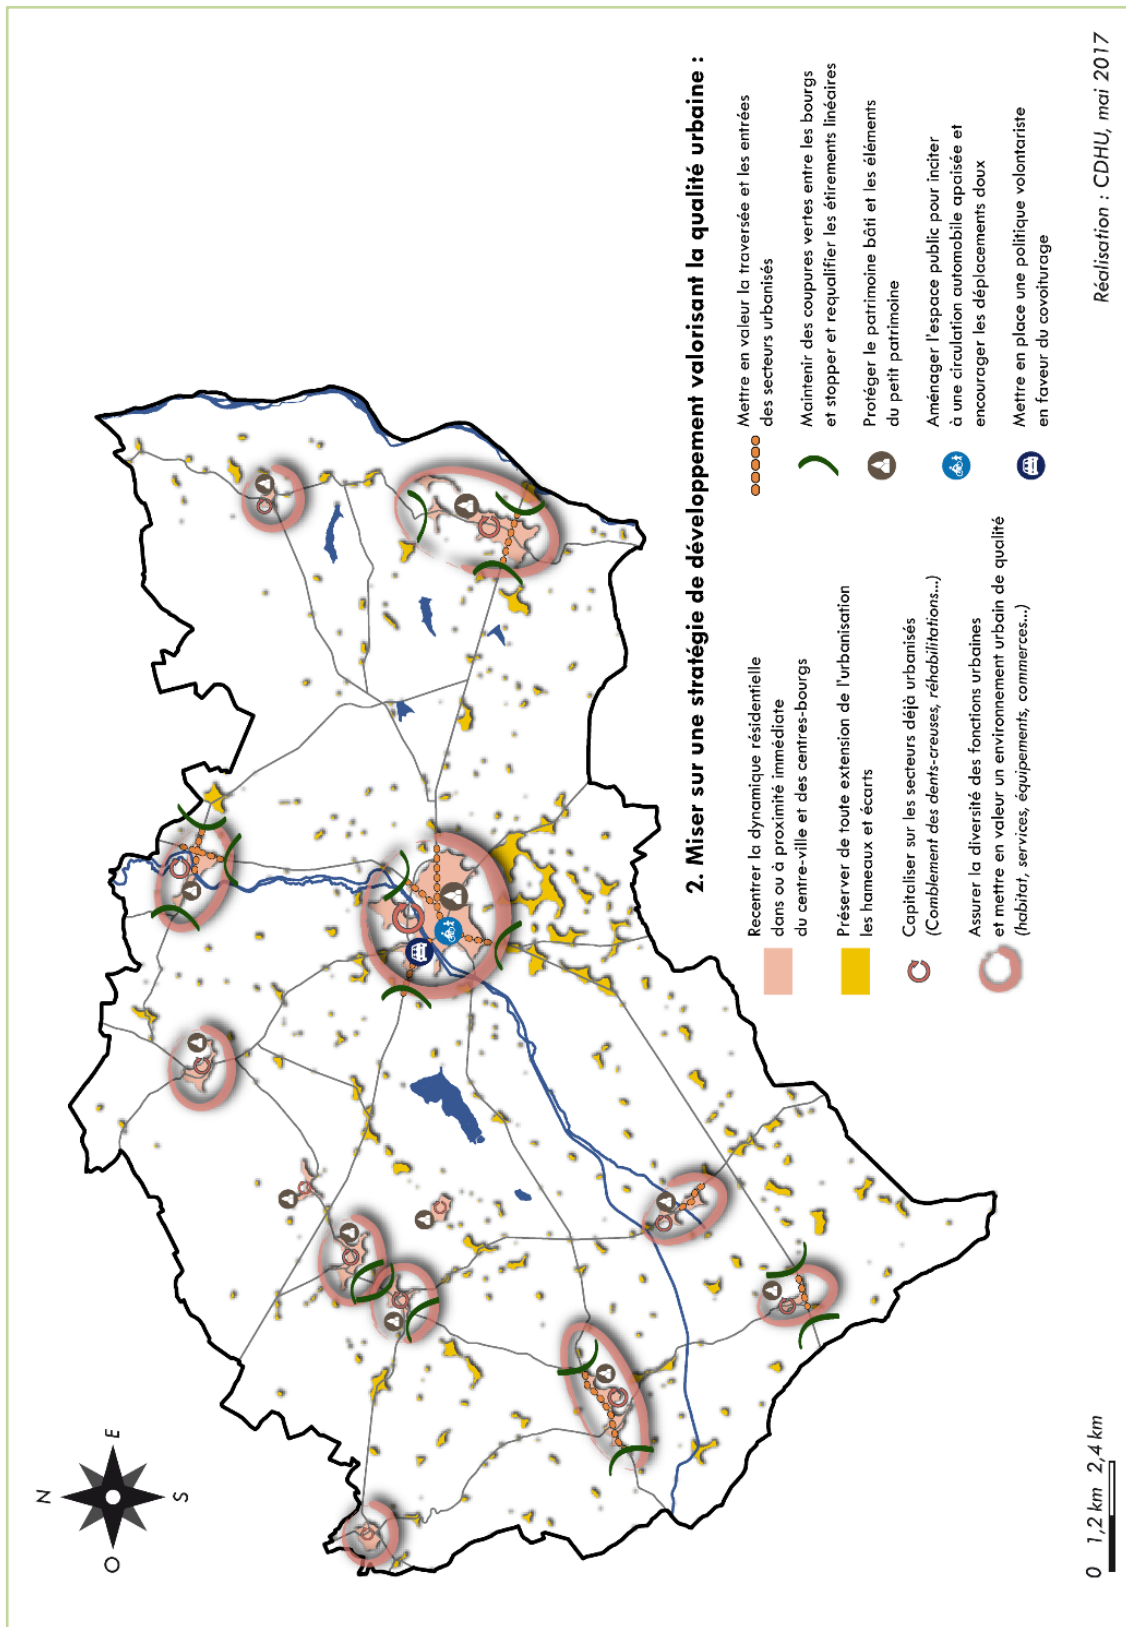 N
O
E
S
0 1,2 km 2,4 km
2. Miser sur une stratégie de développement valorisant la qualité urbaine :
Recentrer la dynamique résidentielle
dans ou à proximité immédiate
du centre-ville et des centres-bourgs
Préserver de toute extension de l'urbanisation
les hameaux et écarts
Capitaliser sur les secteurs déjà urbanisés
(Comblement des dents-creuses, réhabilitations...)
Assurer la diversité des fonctions urbaines
et mettre en valeur un environnement urbain de qualité
(habitat, services, équipements, commerces...)
Mettre en valeur la traversée et les entrées
des secteurs urbanisés
Maintenir des coupures vertes entre les bourgs
et stopper et requalifier les étirements linéaires
Protéger le patrimoine bâti et les éléments
du petit patrimoine
Aménager l'espace public pour inciter
à une circulation automobile apaisée et
encourager les déplacements doux
Mettre en place une politique volontariste
en faveur du covoiturage
Réalisation : CDHU, mai 2017